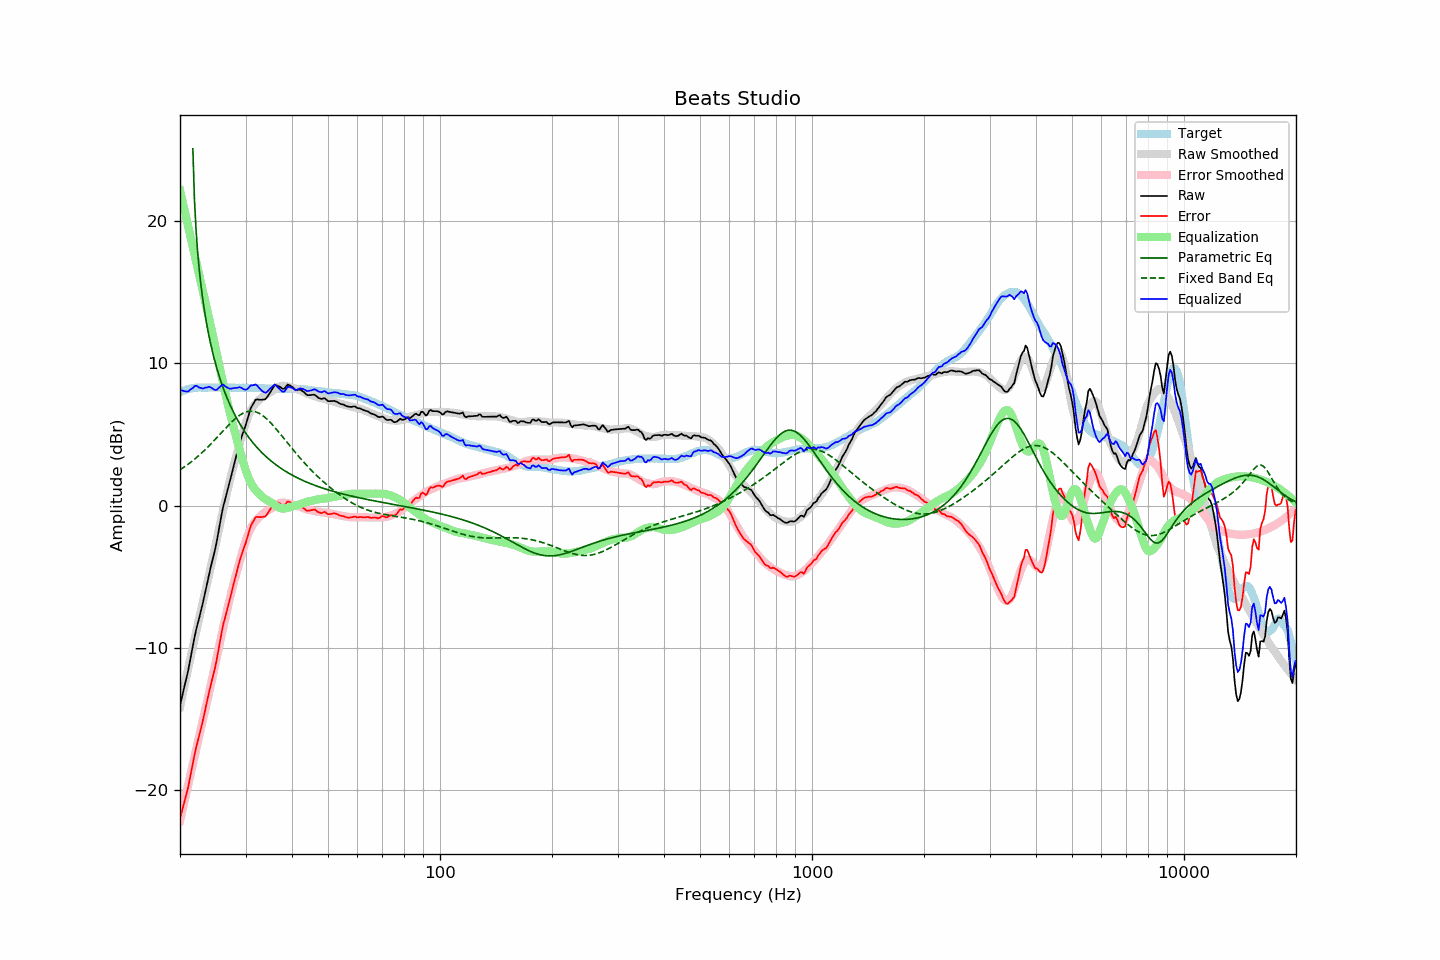 Beats Studio
Target
Raw Smoothed
Error Smoothed
Raw
Error
Equalization
Parametric Eq
Fixed Band Eq
Equalized
20
10
0
−10
−20
Amplitude (dBr)
100
1000
10000
Frequency (Hz)